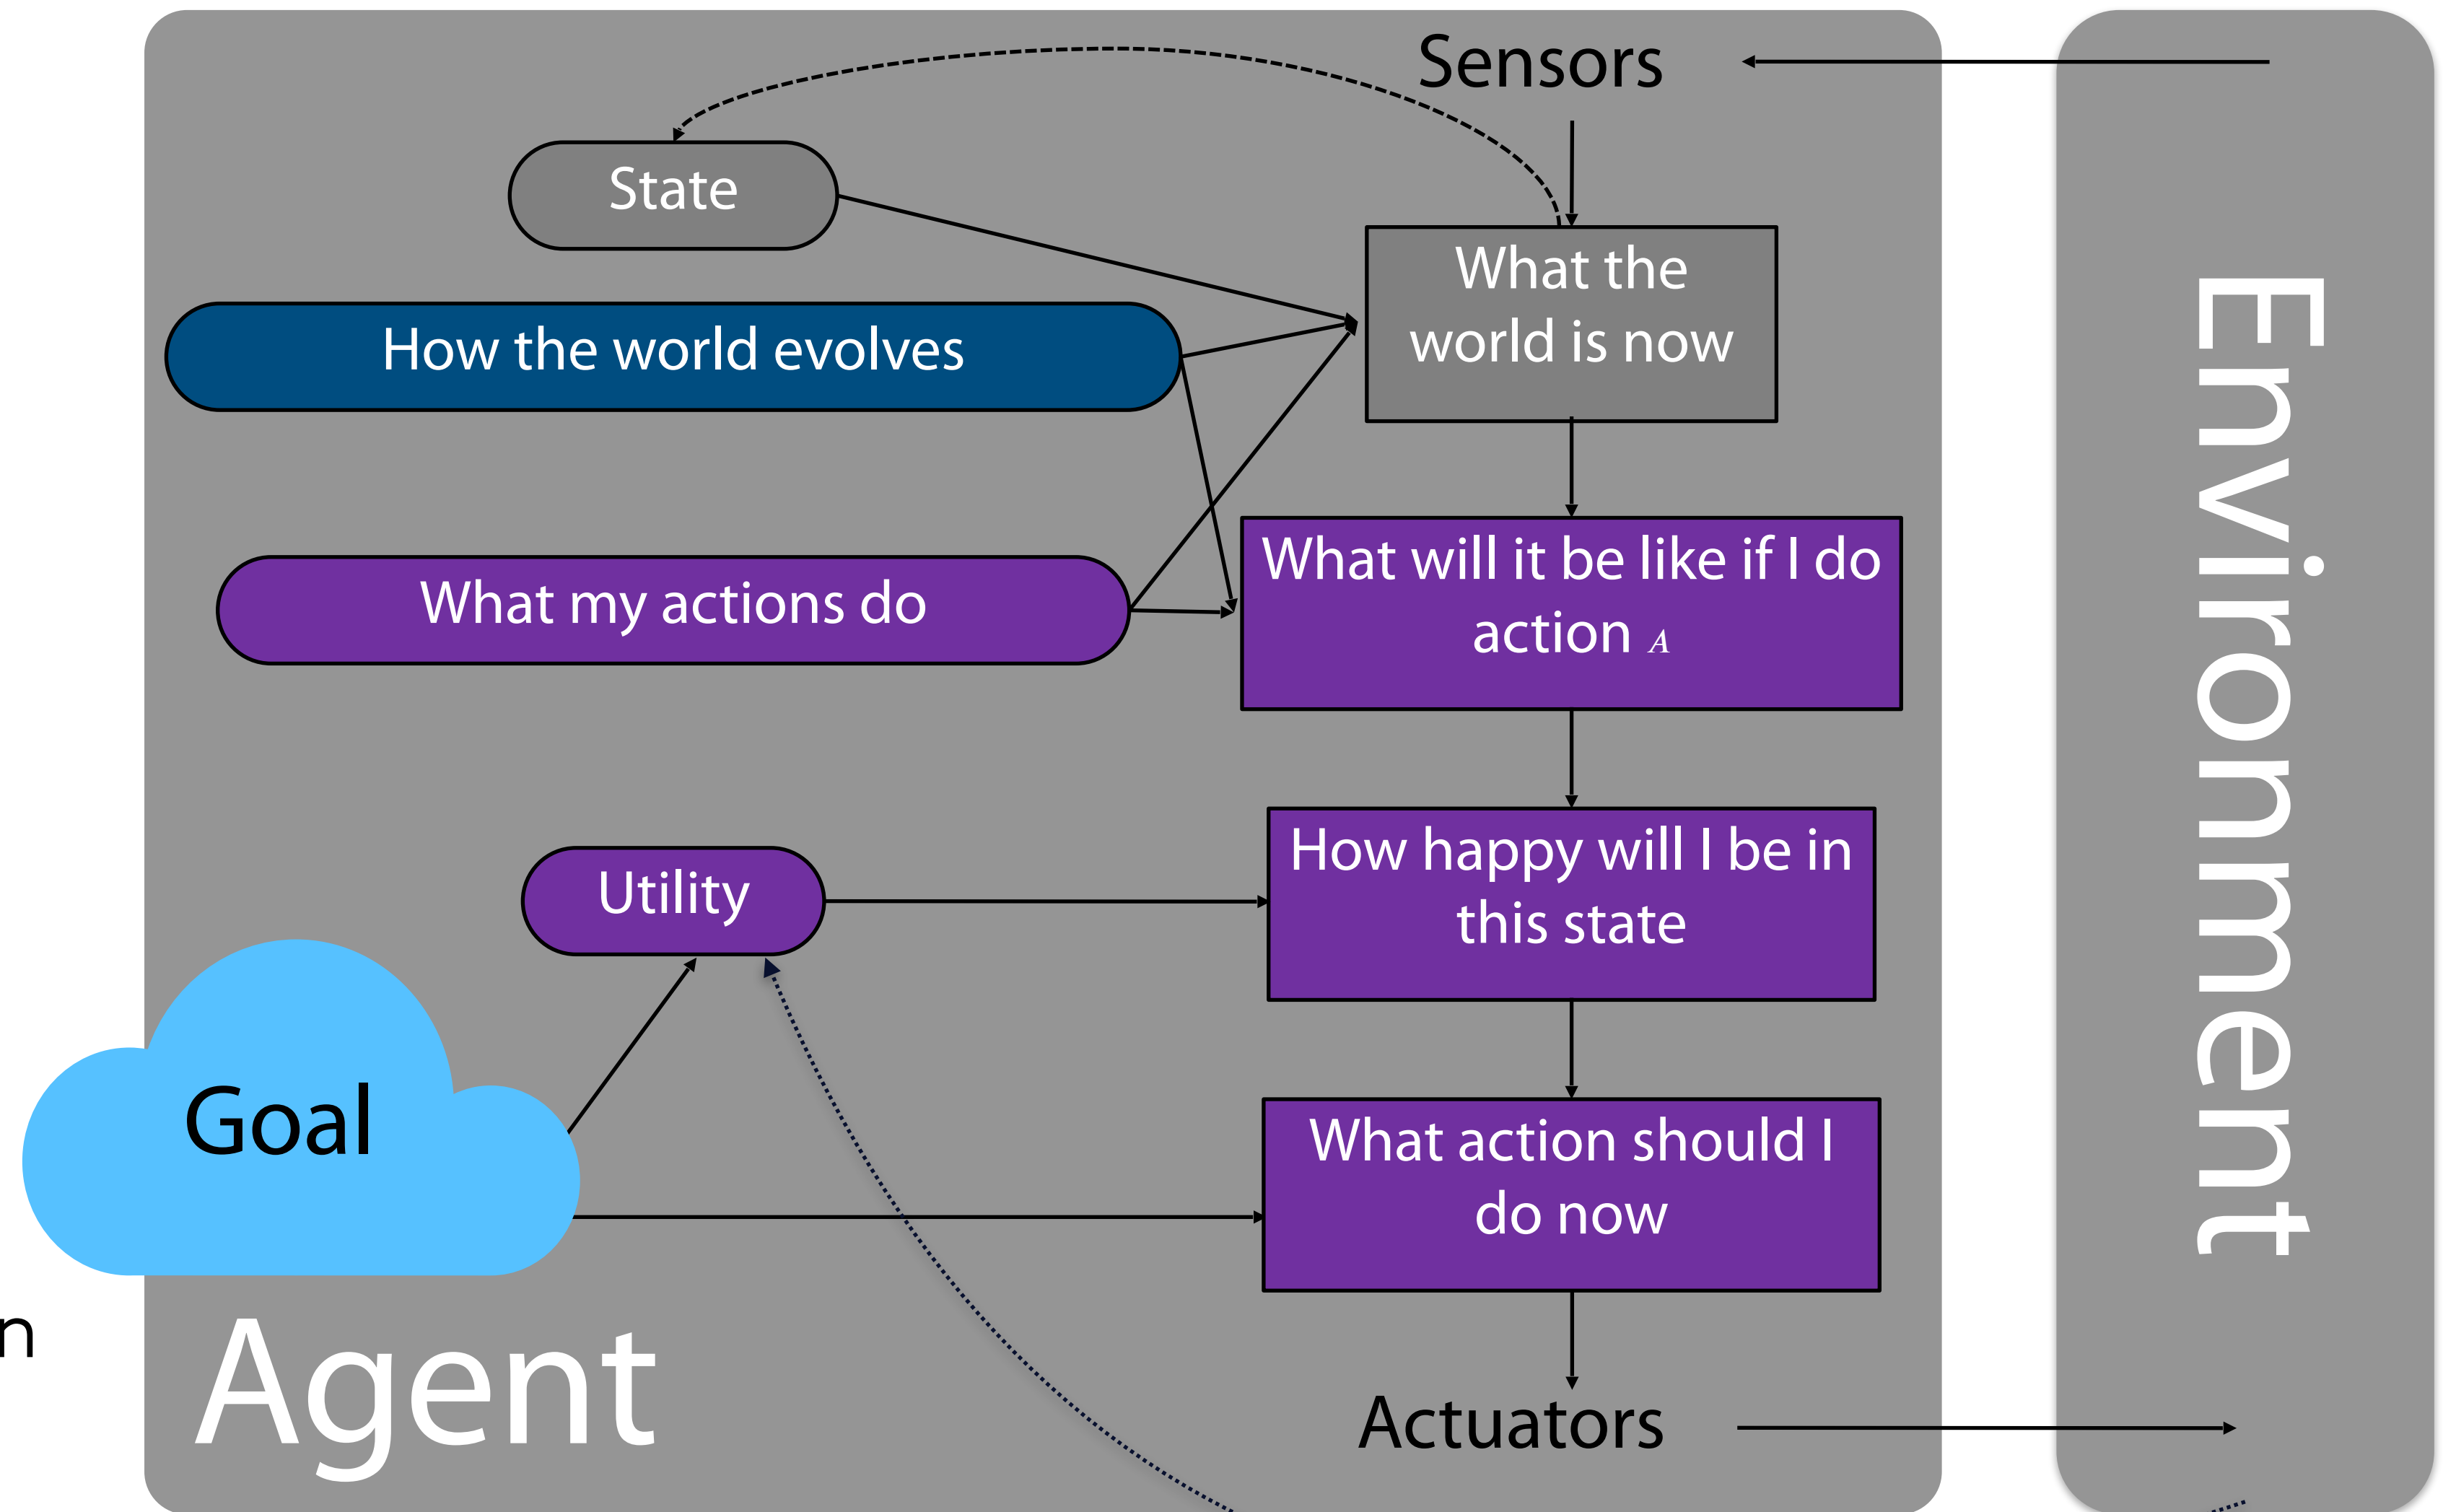 Sensors
State
What the
world is now
How the world evolves
What will it be like if I do
action A
What my actions do
How happy will I be in
this state
Utility
Goal
What action should I
do now
n
Agent
Actuators
Environment